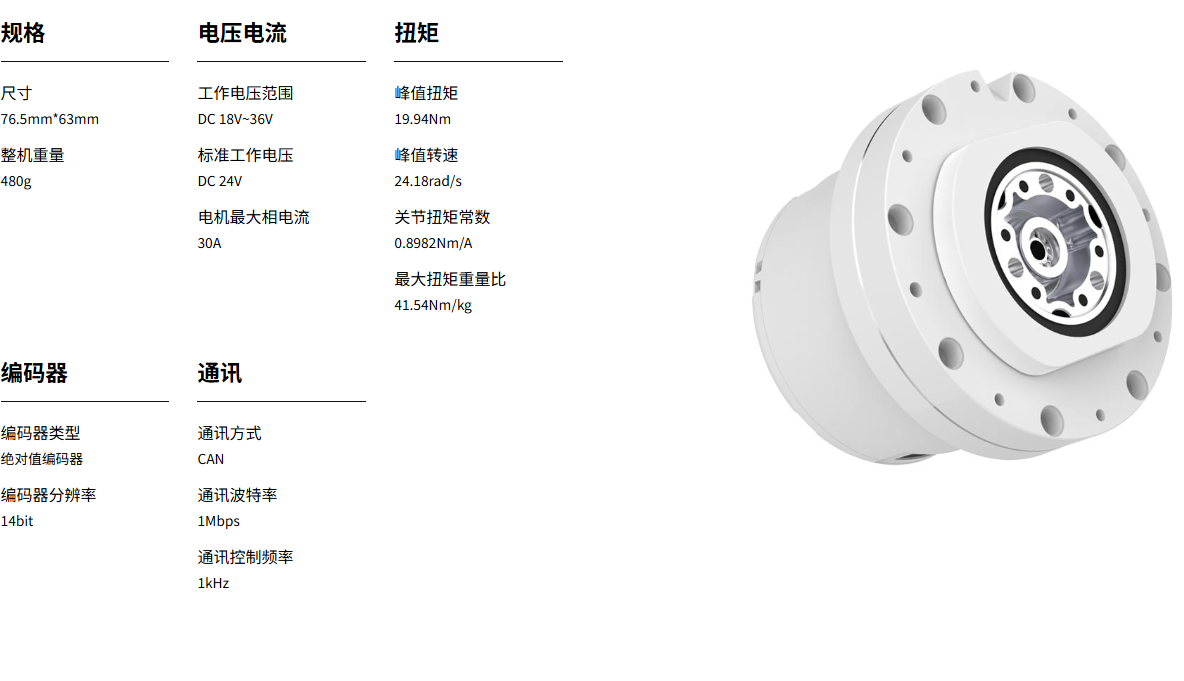 规格
尺寸
76.5mm*63mm
整机重量
480g
电压电流
工作电压范围
DC 18V~36V
标准工作电压
DC 24V
电机最大相电流
30A
扭矩
峰值扭矩
19.94Nm
峰值转速
24.18rad/s
关节扭矩常数
0.8982Nm/A
最大扭矩重量比
41.54Nm/kg
编码器
编码器类型
绝对值编码器
编码器分辨率
14bit
通讯
通讯方式
CAN
通讯波特率
1Mbps
通讯控制频率
1kHz